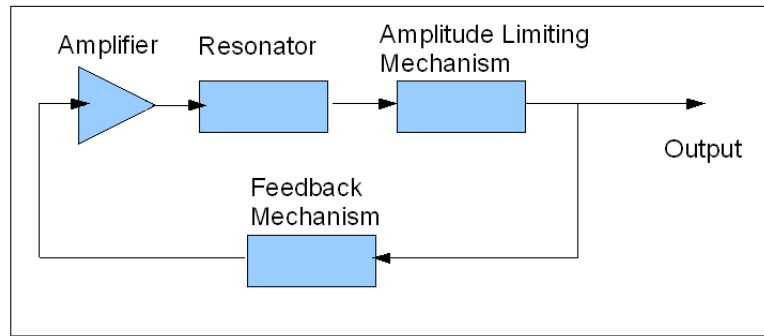 Amplifier
Resonator
Amplitude Limiting
Mechanism
Output
Feedback
Mechanism